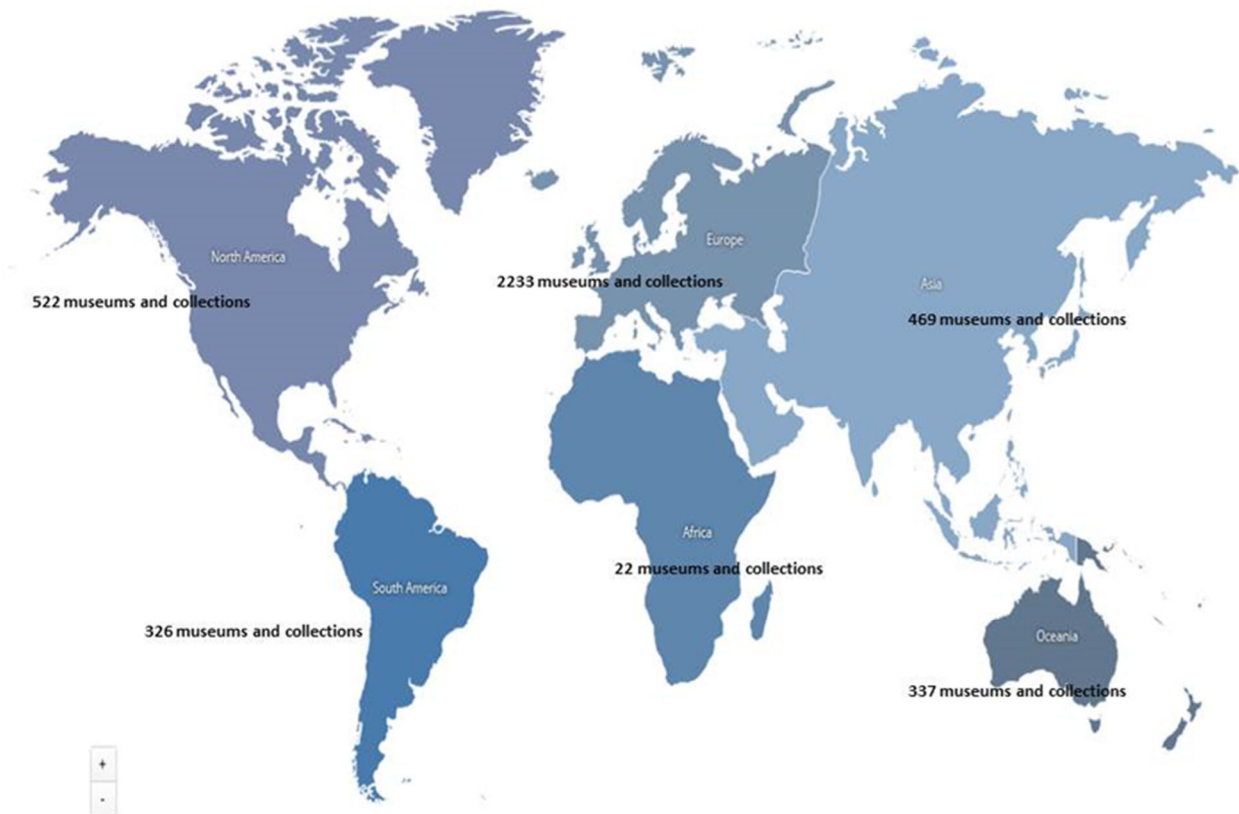 North America
522 museums and collections
Europe
2233 museums and collections
Asia
469 museums and collections
Africa
22 museums and collections
South America
326 museums and collections
Oceania
337 museums and collections
+
-